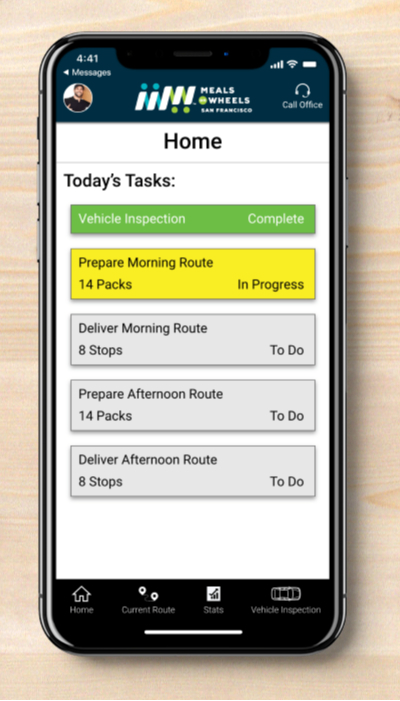 4:41
Messages
MEALS
ON WHEELS
SAN FRANCISCO
Call Office
Home
Today's Tasks:
Vehicle Inspection Complete
Prepare Morning Route
14 Packs In Progress
Deliver Morning Route
8 Stops To Do
Prepare Afternoon Route
14 Packs To Do
Deliver Afternoon Route
8 Stops To Do
Home Current Route Stats Vehicle Inspection